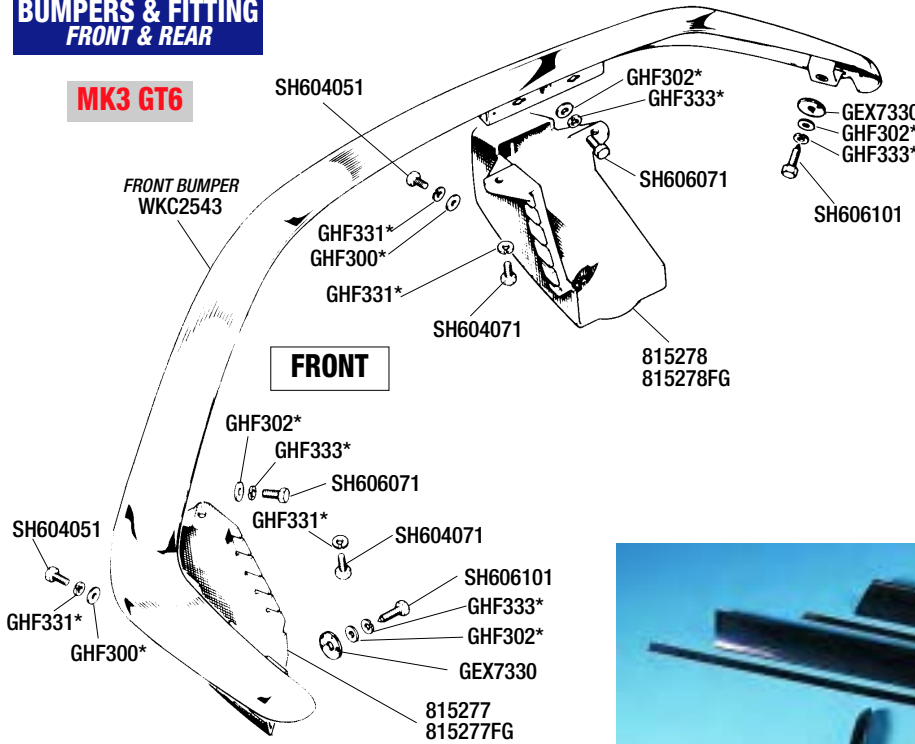 BUMPERS & FITTING
FRONT & REAR
MK3 GT6
SH604051
GHF302*
GHF333*
GEX7330
GHF302*
GHF333*
SH606071
SH606101
FRONT BUMPER
WKC2543
GHF331*
GHF300*
GHF331*
SH604071
815278
815278FG
FRONT
GHF302*
GHF333*
SH606071
GHF331*
SH604071
SH604051
GHF331*
GHF300*
SH606101
GHF333*
GHF302*
GEX7330
815277
815277FG